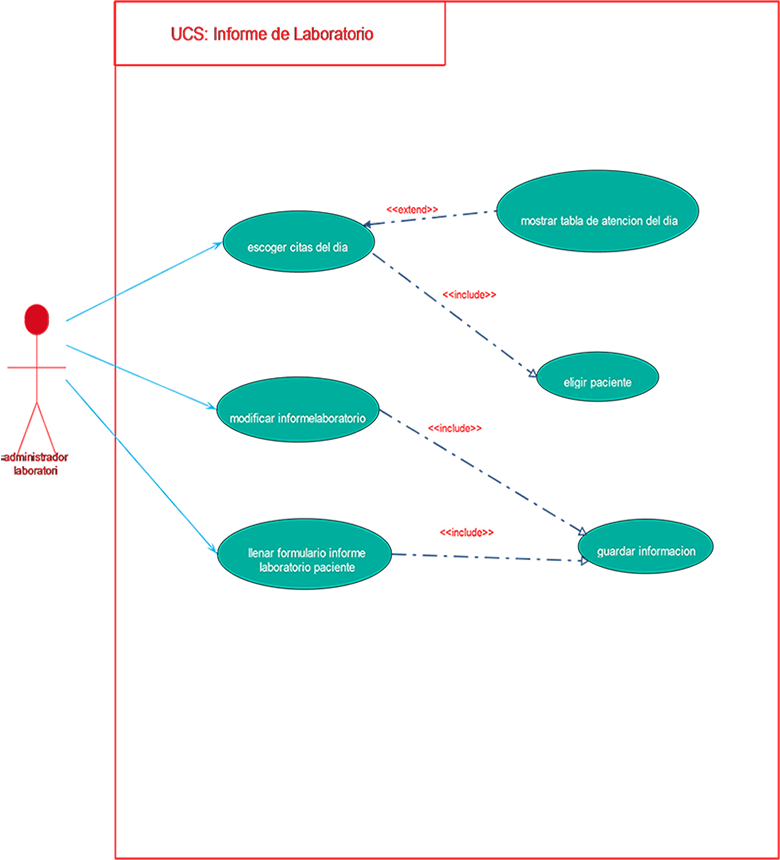 UCS: Informe de Laboratorio
<<extend>>
mostrar tabla de atencion del dia
escoger citas del dia
<<include>>
eligir paciente
modificar informelaboratorio
<<include>>
administrador
laboratori
<<include>>
llenar formulario informe
laboratorio paciente
guardar informacion